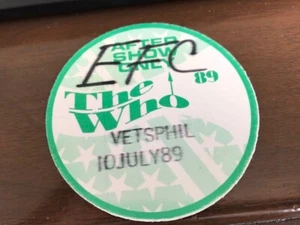 AFTER
SHOW
ONLY
EFC
89
The
Who
VETSPHIL
10JULY89